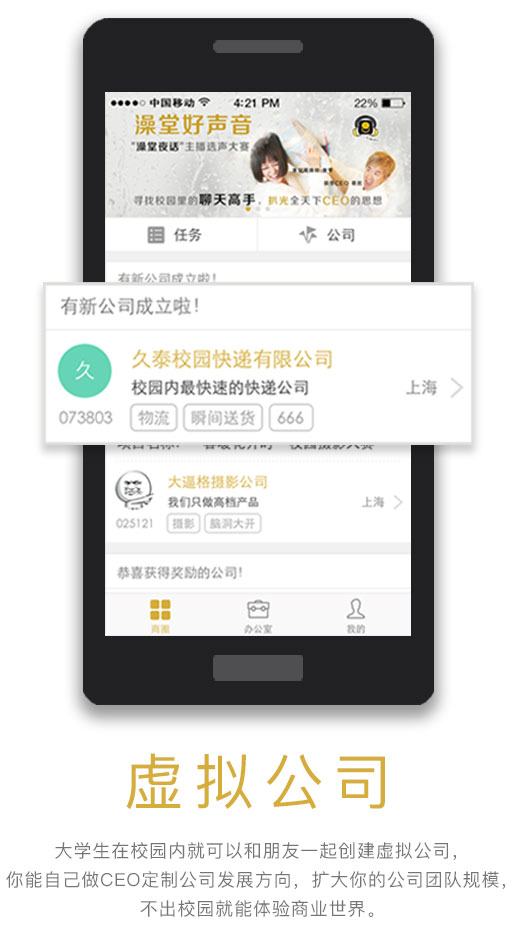 中国移动 4:21 PM 22%
澡堂好声音
“澡堂夜话”主播选声大赛
寻找校园里的聊天高手，扒光全天下CEO的思想
任务 公司
有新公司成立啦！
有新公司成立啦！
久 久泰校园快递有限公司
校园内最快速的快递公司 上海
073803 物流 瞬间送货 666
大逼格摄影公司
我们只做高档产品 上海
025121 摄影 脑洞大开
恭喜获得奖励的公司！
商圈 办公室 我的
虚拟公司
大学生在校园内就可以和朋友一起创建虚拟公司，
你能自己做CEO定制公司发展方向，扩大你的公司团队规模，
不出校园就能体验商业世界。